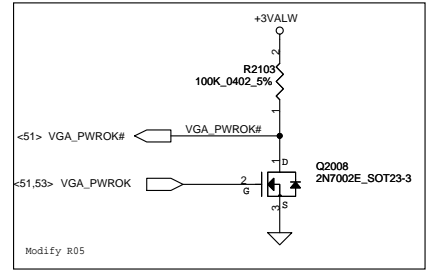 +3VALW
2
R2103
100K_0402_5%
1
<51> VGA_PWROK# VGA_PWROK#
1 D
Q2008
2N7002E_SOT23-3
<51,53> VGA_PWROK 2
G
3 S
Modify R05